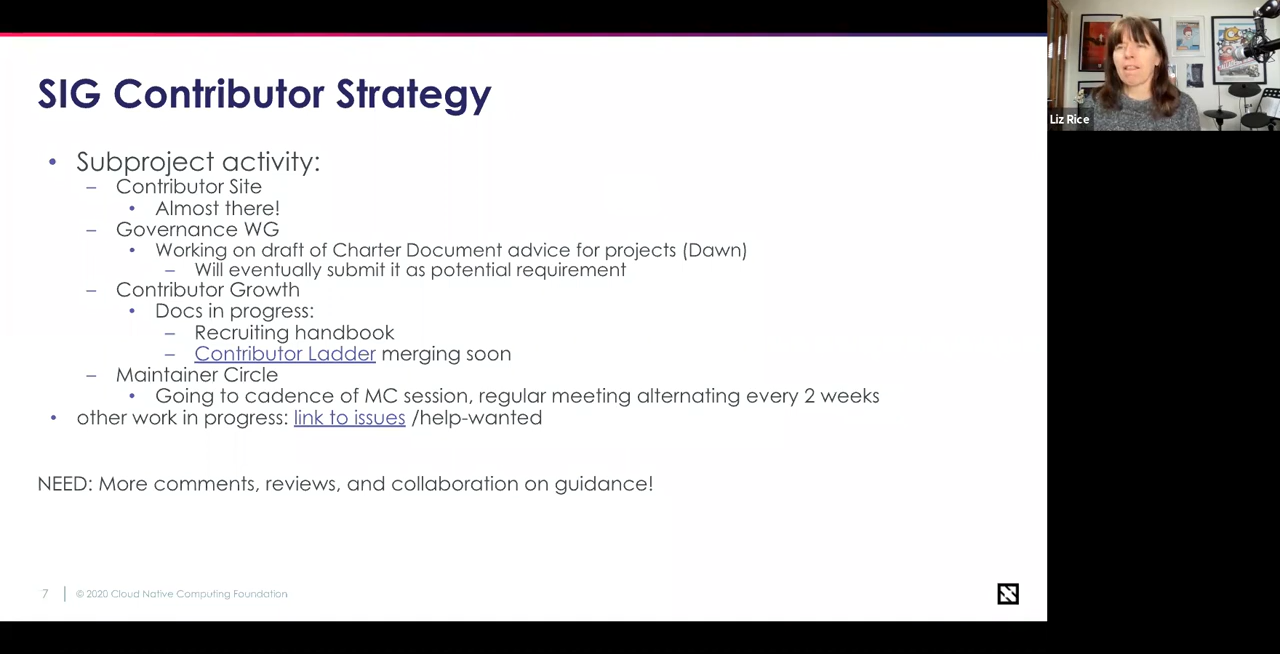 SIG Contributor Strategy
• Subproject activity:
– Contributor Site
• Almost there!
– Governance WG
• Working on draft of Charter Document advice for projects (Dawn)
– Will eventually submit it as potential requirement
– Contributor Growth
• Docs in progress:
– Recruiting handbook
– Contributor Ladder merging soon
– Maintainer Circle
• Going to cadence of MC session, regular meeting alternating every 2 weeks
• other work in progress: link to issues /help-wanted
NEED: More comments, reviews, and collaboration on guidance!
7 | © 2020 Cloud Native Computing Foundation
Liz Rice